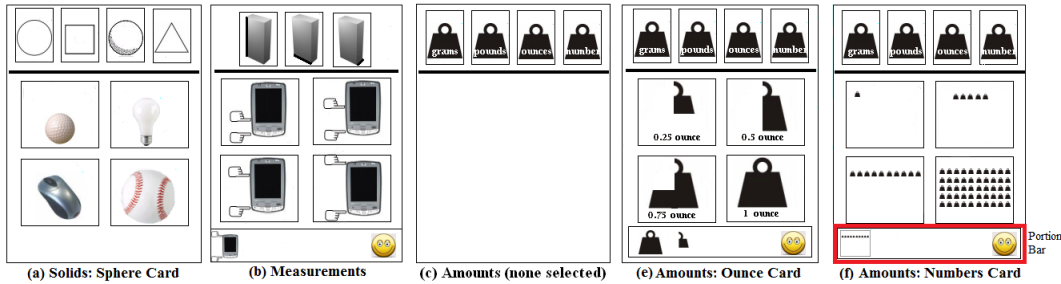 grams pounds ounces number
grams pounds ounces number
grams pounds ounces number
0.25 ounce 0.5 ounce
0.75 ounce 1 ounce
Portion
Bar
(a) Solids: Sphere Card
(b) Measurements
(c) Amounts (none selected)
(e) Amounts: Ounce Card
(f) Amounts: Numbers Card